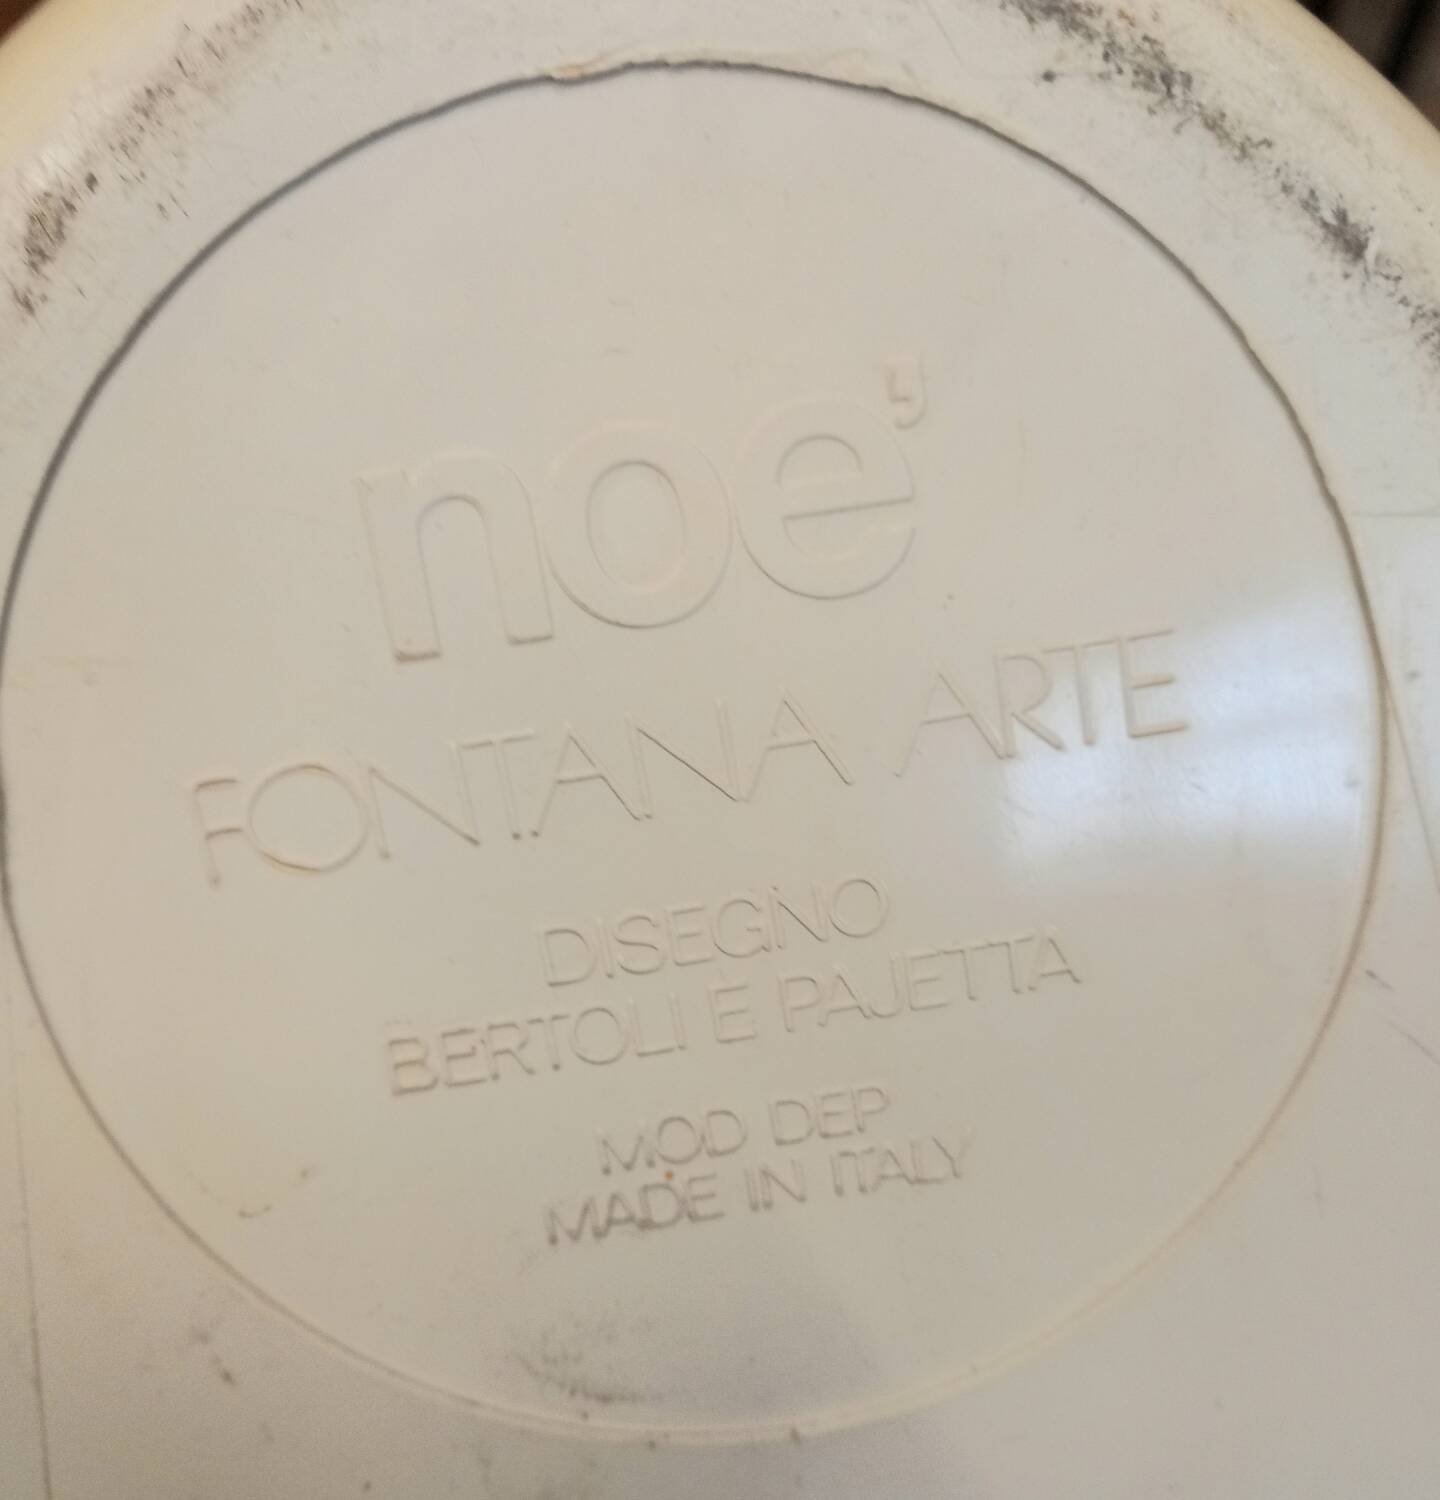 noe'
FONTANA ARTE
DISEGNO
BERTOLI E PAJETTA
MOD DEP
MADE IN ITALY